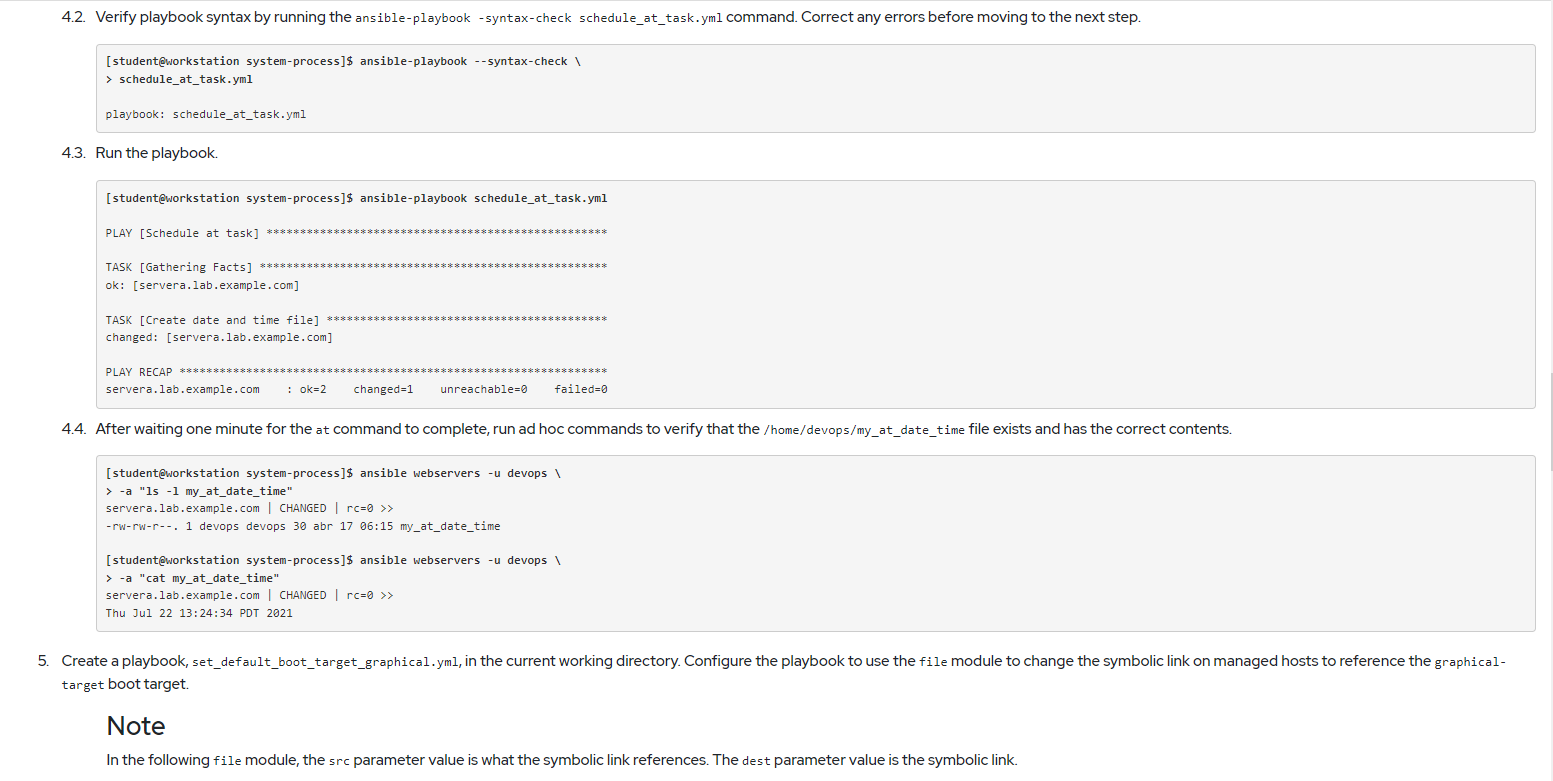 4.2. Verify playbook syntax by running the ansible-playbook -syntax-check schedule_at_task.yml command. Correct any errors before moving to the next step.
[student@workstation system-process]$ ansible-playbook --syntax-check \
> schedule_at_task.yml
playbook: schedule_at_task.yml
4.3. Run the playbook.
[student@workstation system-process]$ ansible-playbook schedule_at_task.yml
PLAY [Schedule at task] ***************************************************
TASK [Gathering Facts] ****************************************************
ok: [servera.lab.example.com]
TASK [Create date and time file] ******************************************
changed: [servera.lab.example.com]
PLAY RECAP ****************************************************************
servera.lab.example.com    : ok=2    changed=1    unreachable=0    failed=0
4.4. After waiting one minute for the at command to complete, run ad hoc commands to verify that the /home/devops/my_at_date_time file exists and has the correct contents.
[student@workstation system-process]$ ansible webservers -u devops \
> -a "ls -l my_at_date_time"
servera.lab.example.com | CHANGED | rc=0 >>
-rw-rw-r--. 1 devops devops 30 abr 17 06:15 my_at_date_time
[student@workstation system-process]$ ansible webservers -u devops \
> -a "cat my_at_date_time"
servera.lab.example.com | CHANGED | rc=0 >>
Thu Jul 22 13:24:34 PDT 2021
5. Create a playbook, set_default_boot_target_graphical.yml, in the current working directory. Configure the playbook to use the file module to change the symbolic link on managed hosts to reference the graphical-
target boot target.
Note
In the following file module, the src parameter value is what the symbolic link references. The dest parameter value is the symbolic link.